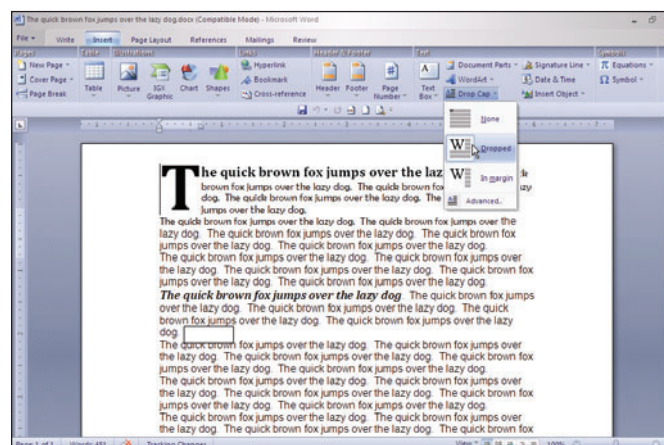 The quick brown fox jumps over the lazy dog.docx (Compatible Mode) - Microsoft Word
File Write Insert Page Layout References Mailings Review
Pages Table Illustrations Links Header & Footer Text Symbols
New Page
Cover Page
Page Break
Table
Picture
IGX Graphic
Chart
Shapes
Hyperlink
Bookmark
Cross-reference
Header
Footer
Page Number
Text Box
Document Parts
WordArt
Drop Cap
Signature Line
Date & Time
Insert Object
Equations
Symbol
None
Dropped
In margin
Advanced..
The quick brown fox jumps over the laz
brown fox jumps over the lazy dog. The quick brown fox
dog. The quick brown fox jumps over the lazy dog. The
jumps over the lazy dog.
The quick brown fox jumps over the lazy dog. The quick brown fox jumps over the
lazy dog. The quick brown fox jumps over the lazy dog. The quick brown fox
jumps over the lazy dog. The quick brown fox jumps over the lazy dog.
The quick brown fox jumps over the lazy dog. The quick brown fox jumps over
the lazy dog. The quick brown fox jumps over the lazy dog. The quick brown fox
jumps over the lazy dog. The quick brown fox jumps over the lazy dog.
The quick brown fox jumps over the lazy dog. The quick brown fox jumps
over the lazy dog. The quick brown fox jumps over the lazy dog. The quick
brown fox jumps over the lazy dog. The quick brown fox jumps over the lazy
dog.
The quick brown fox jumps over the lazy dog. The quick brown fox jumps over
the lazy dog. The quick brown fox jumps over the lazy dog. The quick brown fox
jumps over the lazy dog. The quick brown fox jumps over the lazy dog.
The quick brown fox jumps over the lazy dog. The quick brown fox jumps over
the lazy dog. The quick brown fox jumps over the lazy dog. The quick brown fox
jumps over the lazy dog. The quick brown fox jumps over the lazy dog.
The quick brown fox jumps over the lazy dog. The quick brown fox jumps over
the lazy dog. The quick brown fox jumps over the lazy dog. The quick brown fox
Page 1 of 1 Words 451 Tracking Changes View 100%